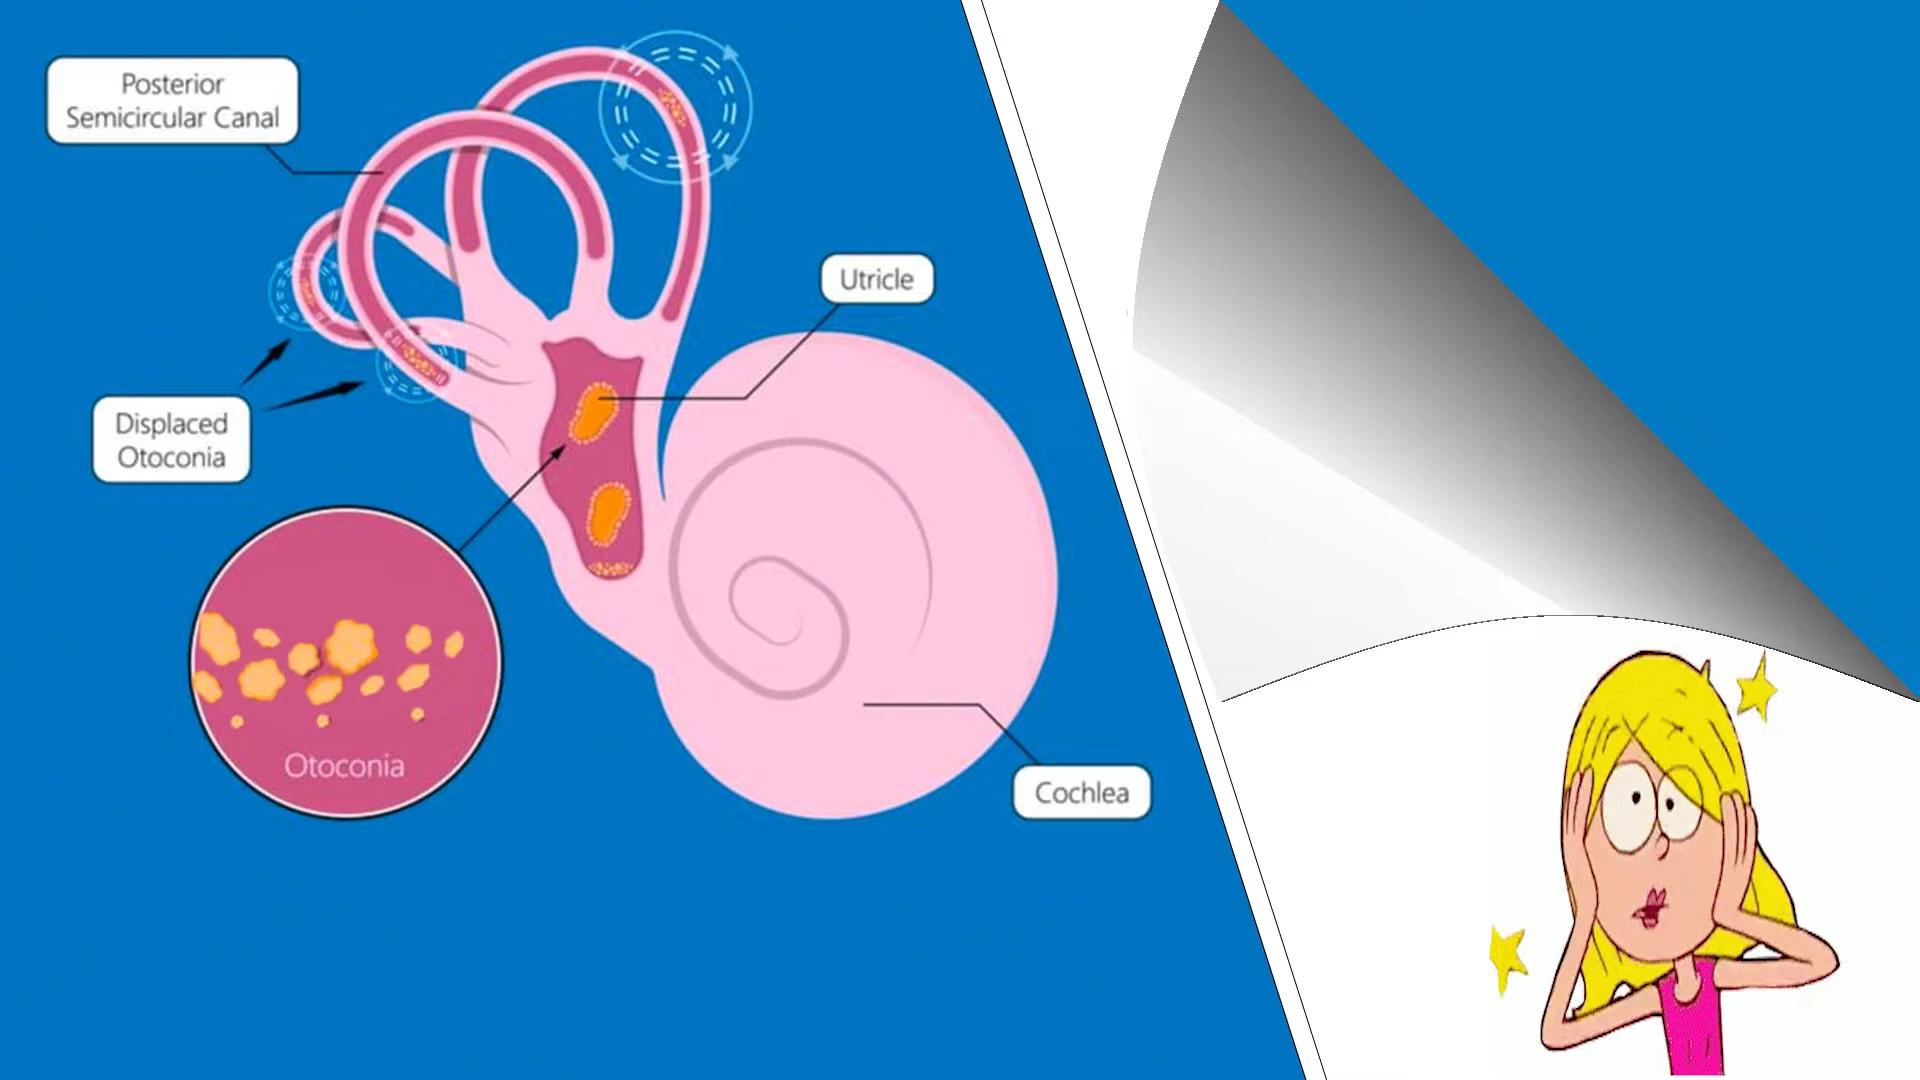 Posterior
Semicircular Canal
Utricle
Displaced
Otoconia
Otoconia
Cochlea